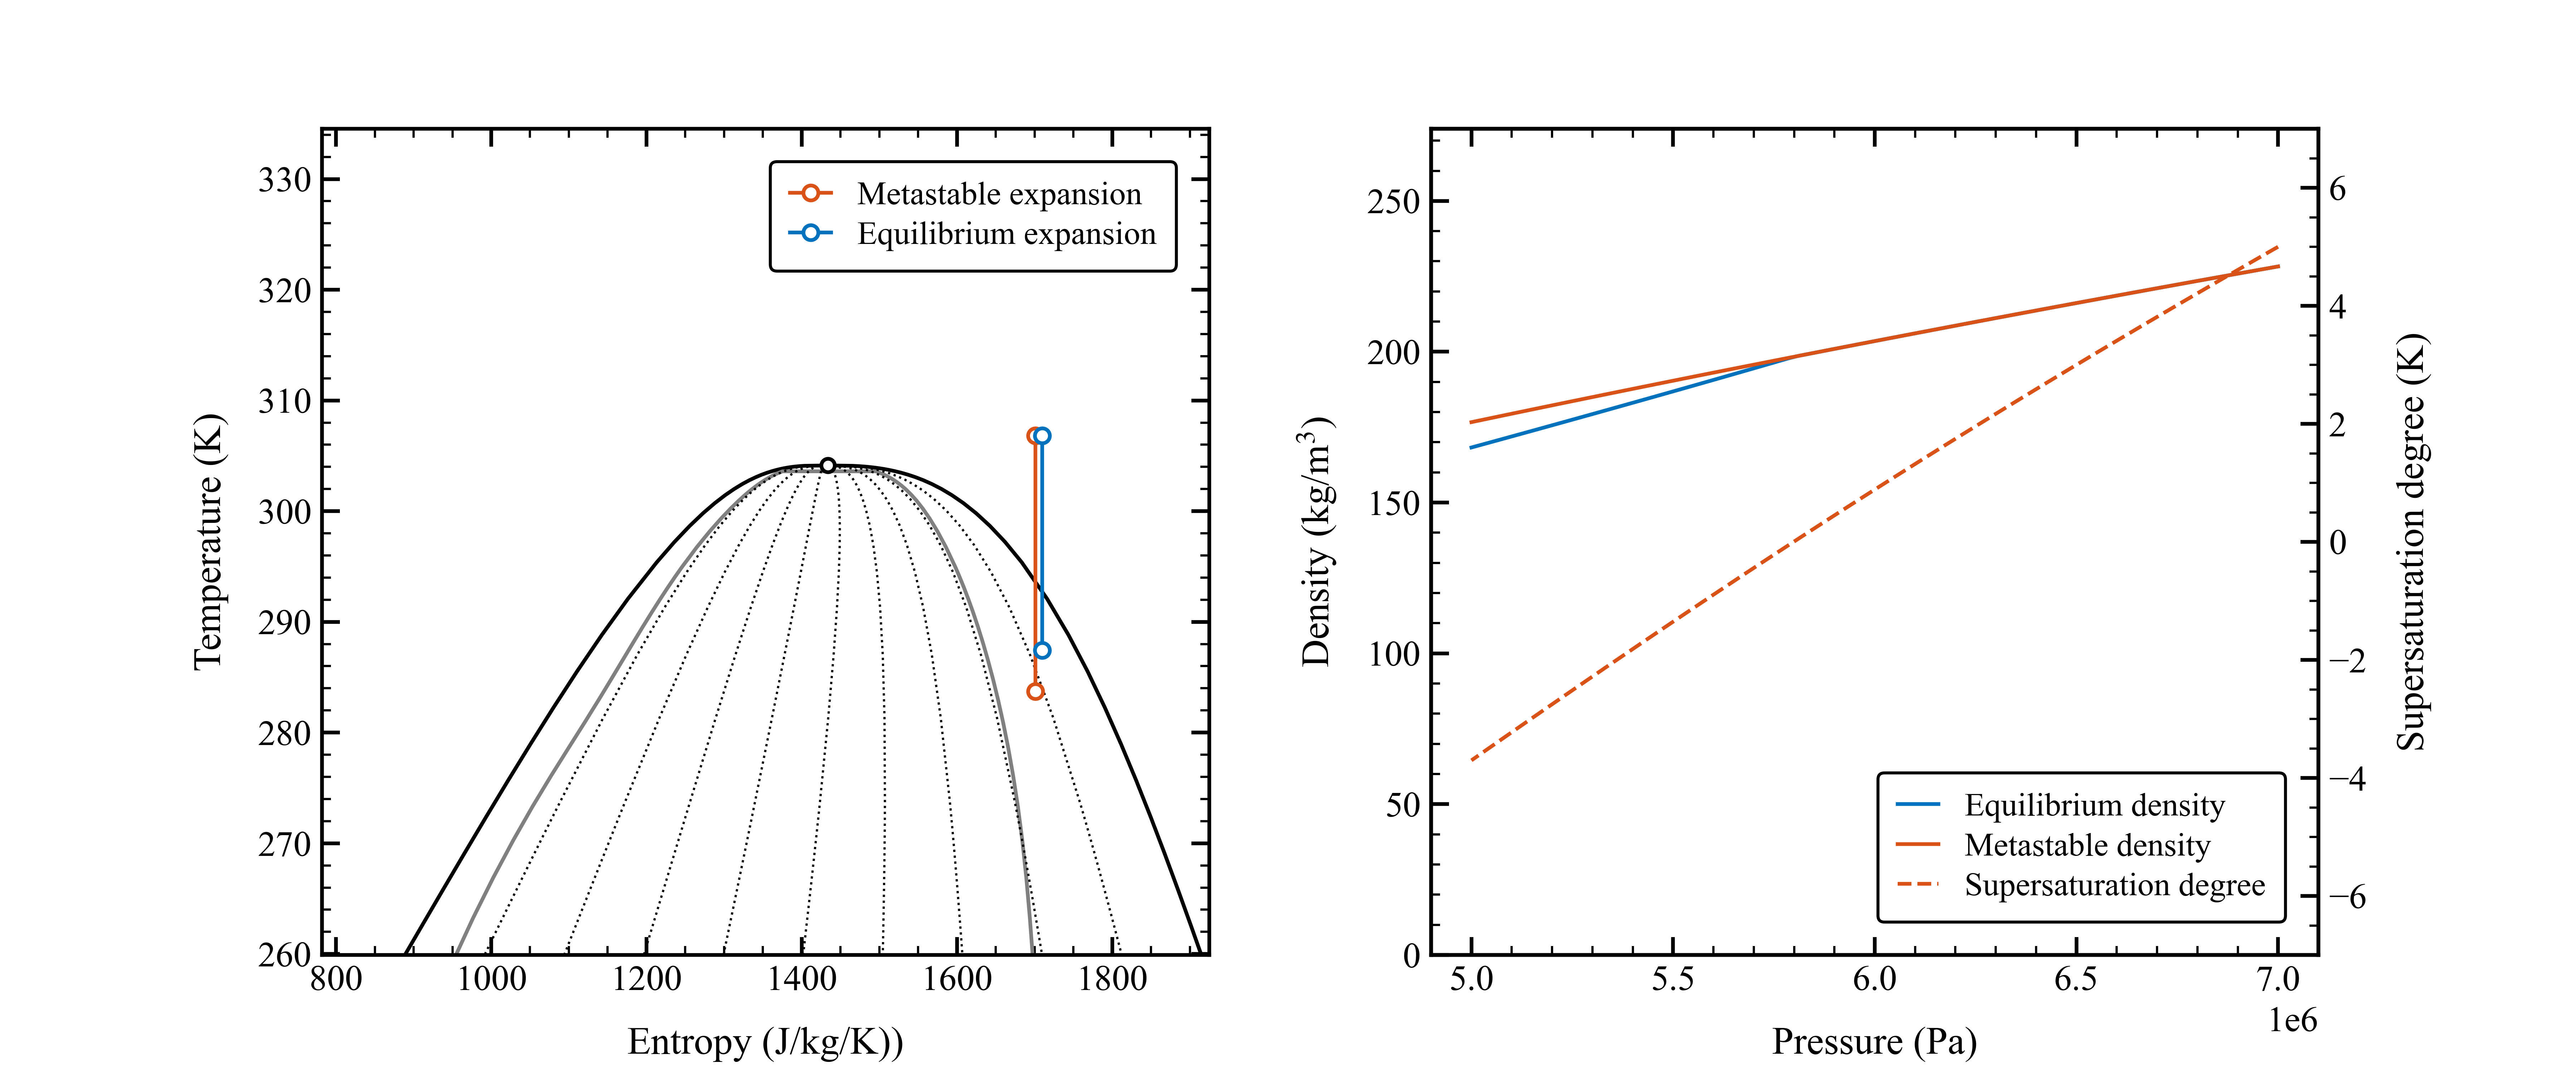 Metastable expansion
Equilibrium expansion
330
320
310
300
290
280
270
260
800
1000
1200
1400
1600
1800
Temperature (K)
Entropy (J/kg/K))
250
200
150
100
50
0
5.0
5.5
6.0
6.5
7.0
1e6
Density (kg/m³)
Pressure (Pa)
6
4
2
0
−2
−4
−6
Supersaturation degree (K)
Equilibrium density
Metastable density
Supersaturation degree